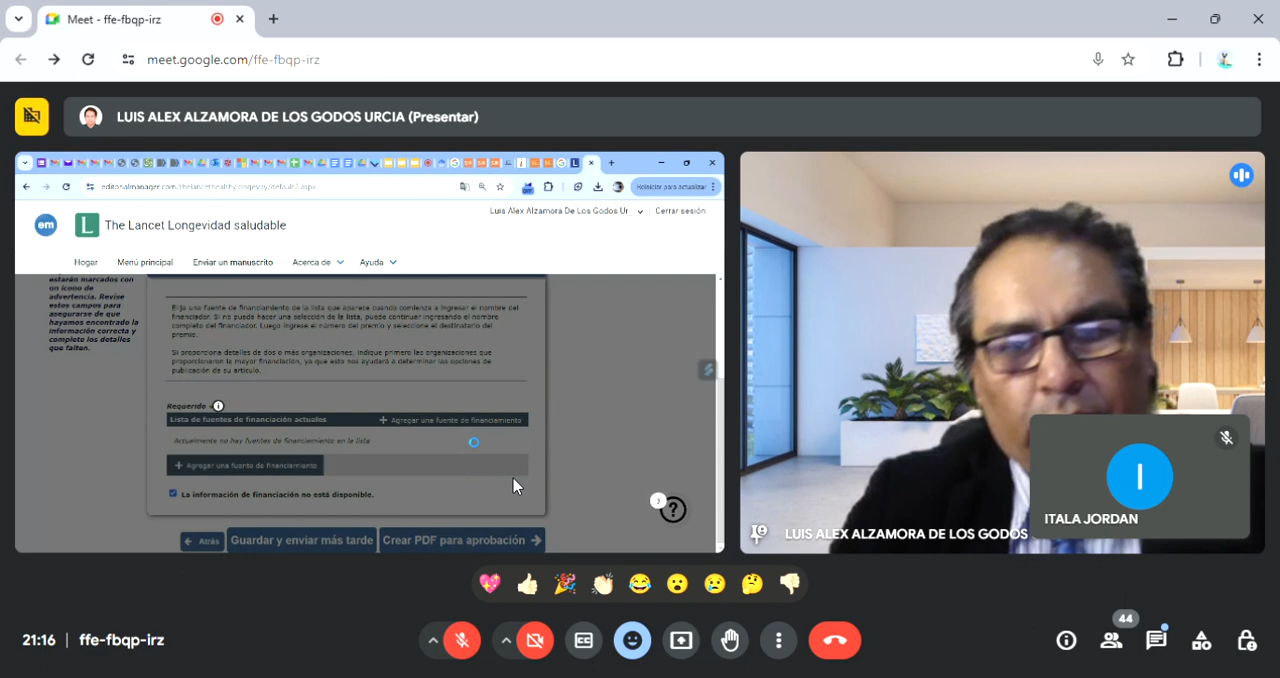 Meet - ffe-fbqp-irz
meet.google.com/ffe-fbqp-irz
LUIS ALEX ALZAMORA DE LOS GODOS URCIA (Presentar)
editorialmanager.com/thelancethealthylongevity/default2.aspx
Reiniciar para actualizar
em
L
The Lancet Longevidad saludable
Luis Alex Alzamora De Los Godos Ur
Cerrar sesión
Hogar
Menú principal
Enviar un manuscrito
Acerca de
Ayuda
estarán marcados con
un icono de
advertencia. Revise
estos campos para
asegurarse de que
hayamos encontrado la
información correcta y
complete los detalles
que falten.
Elija una fuente de financiamiento de la lista que aparece cuando comienza a ingresar el nombre del
financiador. Si no puede hacer una selección de la lista, puede continuar ingresando el nombre
completo del financiador. Luego ingrese el número del premio y seleccione el destinatario del
premio.
Si proporciona detalles de dos o más organizaciones, indique primero las organizaciones que
proporcionaron la mayor financiación, ya que esto nos ayudará a determinar las opciones de
publicación de su artículo.
Requerido
Lista de fuentes de financiación actuales
+ Agregar una fuente de financiamiento
Actualmente no hay fuentes de financiamiento en la lista
+ Agregar una fuente de financiamiento
La información de financiación no está disponible.
Atrás
Guardar y enviar más tarde
Crear PDF para aprobación
3
?
I
ITALA JORDAN
LUIS ALEX ALZAMORA DE LOS GODOS
21:16 | ffe-fbqp-irz
44